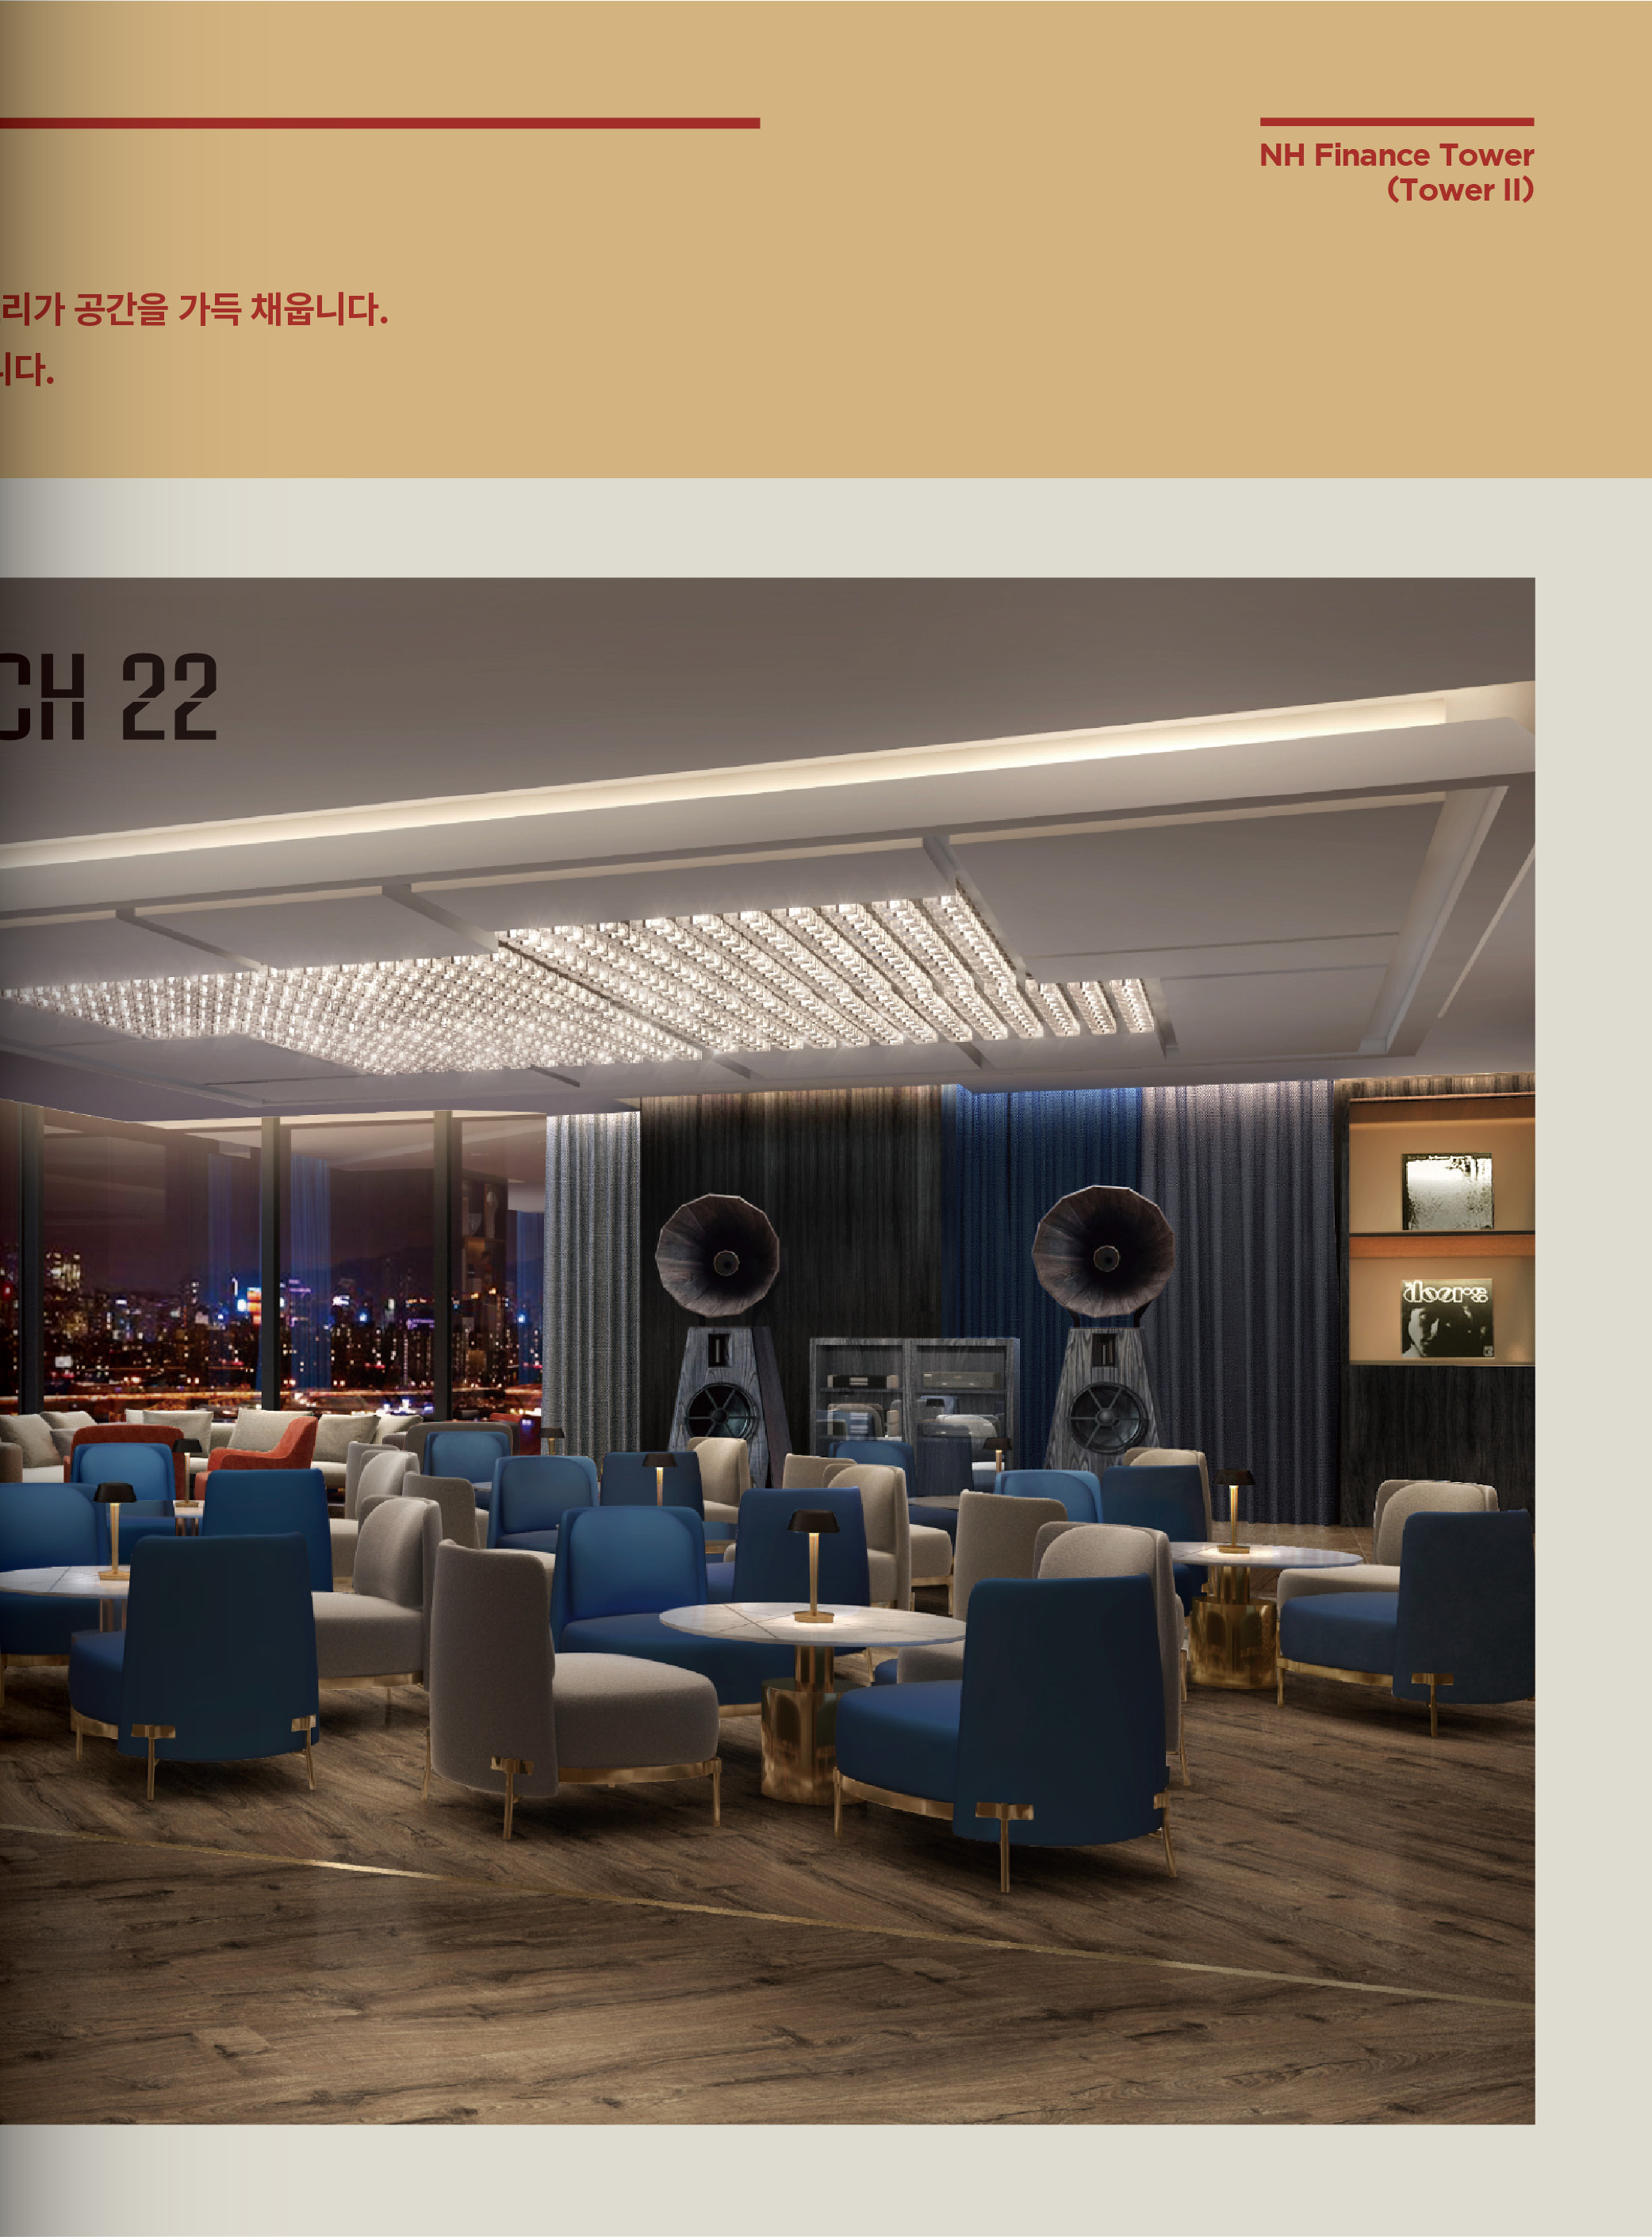 NH Finance Tower
(Tower II)
리가 공간을 가득 채웁니다.
니다.
CH 22
doors